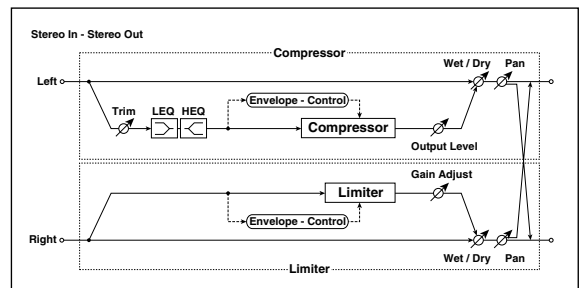 Stereo In - Stereo Out
Compressor
Wet / Dry
Pan
Left
Trim
LEQ
HEQ
Envelope - Control
Compressor
Output Level
Gain Adjust
Limiter
Envelope - Control
Right
Wet / Dry
Pan
Limiter